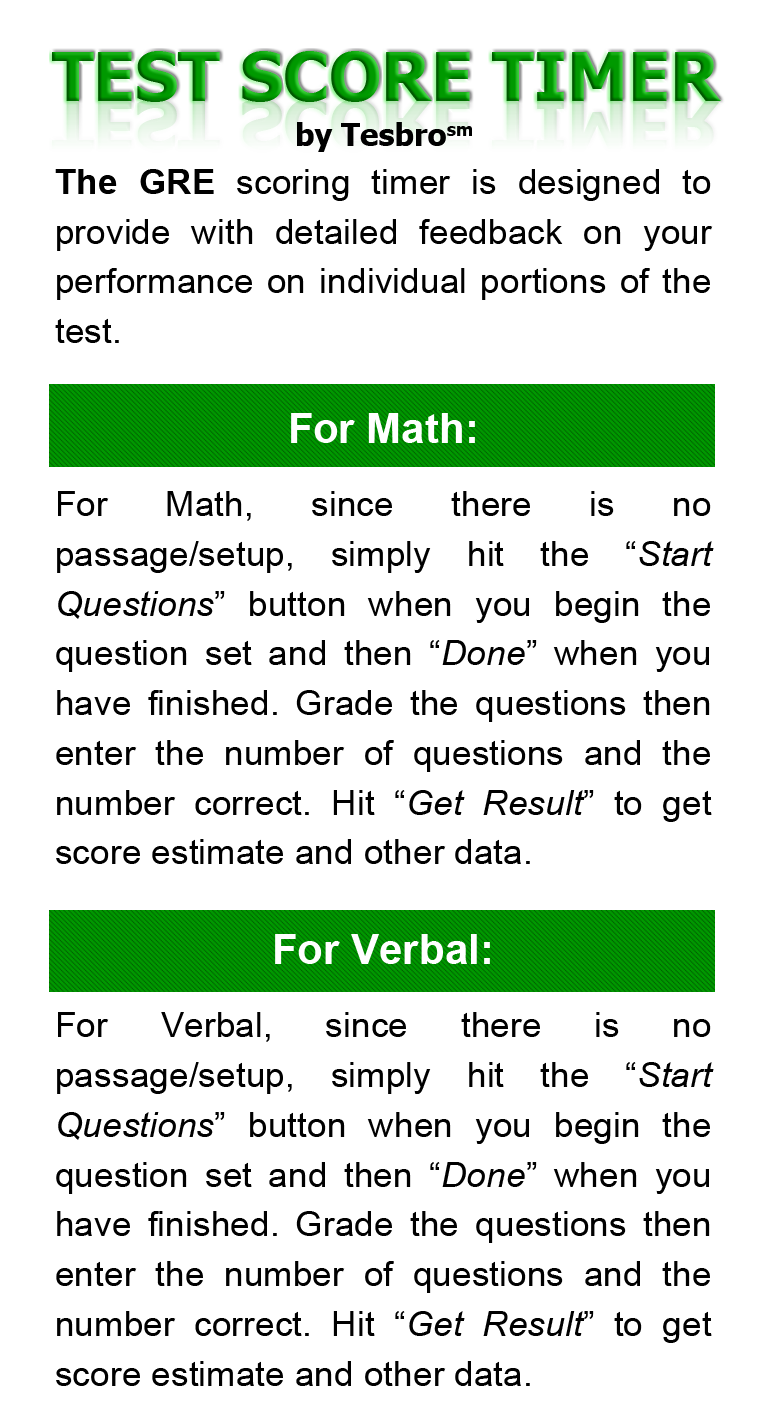 TEST SCORE TIMER
by Tesbro℠
The GRE scoring timer is designed to
provide with detailed feedback on your
performance on individual portions of the
test.
For Math:
For Math, since there is no
passage/setup, simply hit the “Start
Questions” button when you begin the
question set and then “Done” when you
have finished. Grade the questions then
enter the number of questions and the
number correct. Hit “Get Result” to get
score estimate and other data.
For Verbal:
For Verbal, since there is no
passage/setup, simply hit the “Start
Questions” button when you begin the
question set and then “Done” when you
have finished. Grade the questions then
enter the number of questions and the
number correct. Hit “Get Result” to get
score estimate and other data.